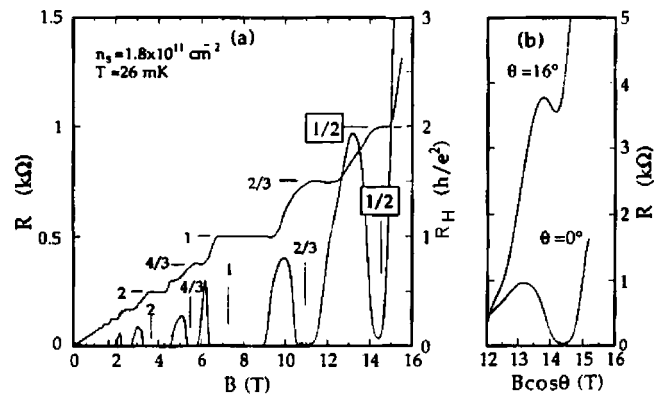 (a)
n_s=1.8x10^11 cm^-2
T =26 mK
1.5
1
0.5
0
R (kΩ)
3
2
1
0
R_H (h/e²)
1/2
2/3
1
4/3
2
1/2
2/3
1
4/3
2
0 2 4 6 8 10 12 14 16
B (T)
(b)
θ=16°
θ=0°
5
4
3
2
1
0
R (kΩ)
12 13 14 15 16
Bcosθ (T)